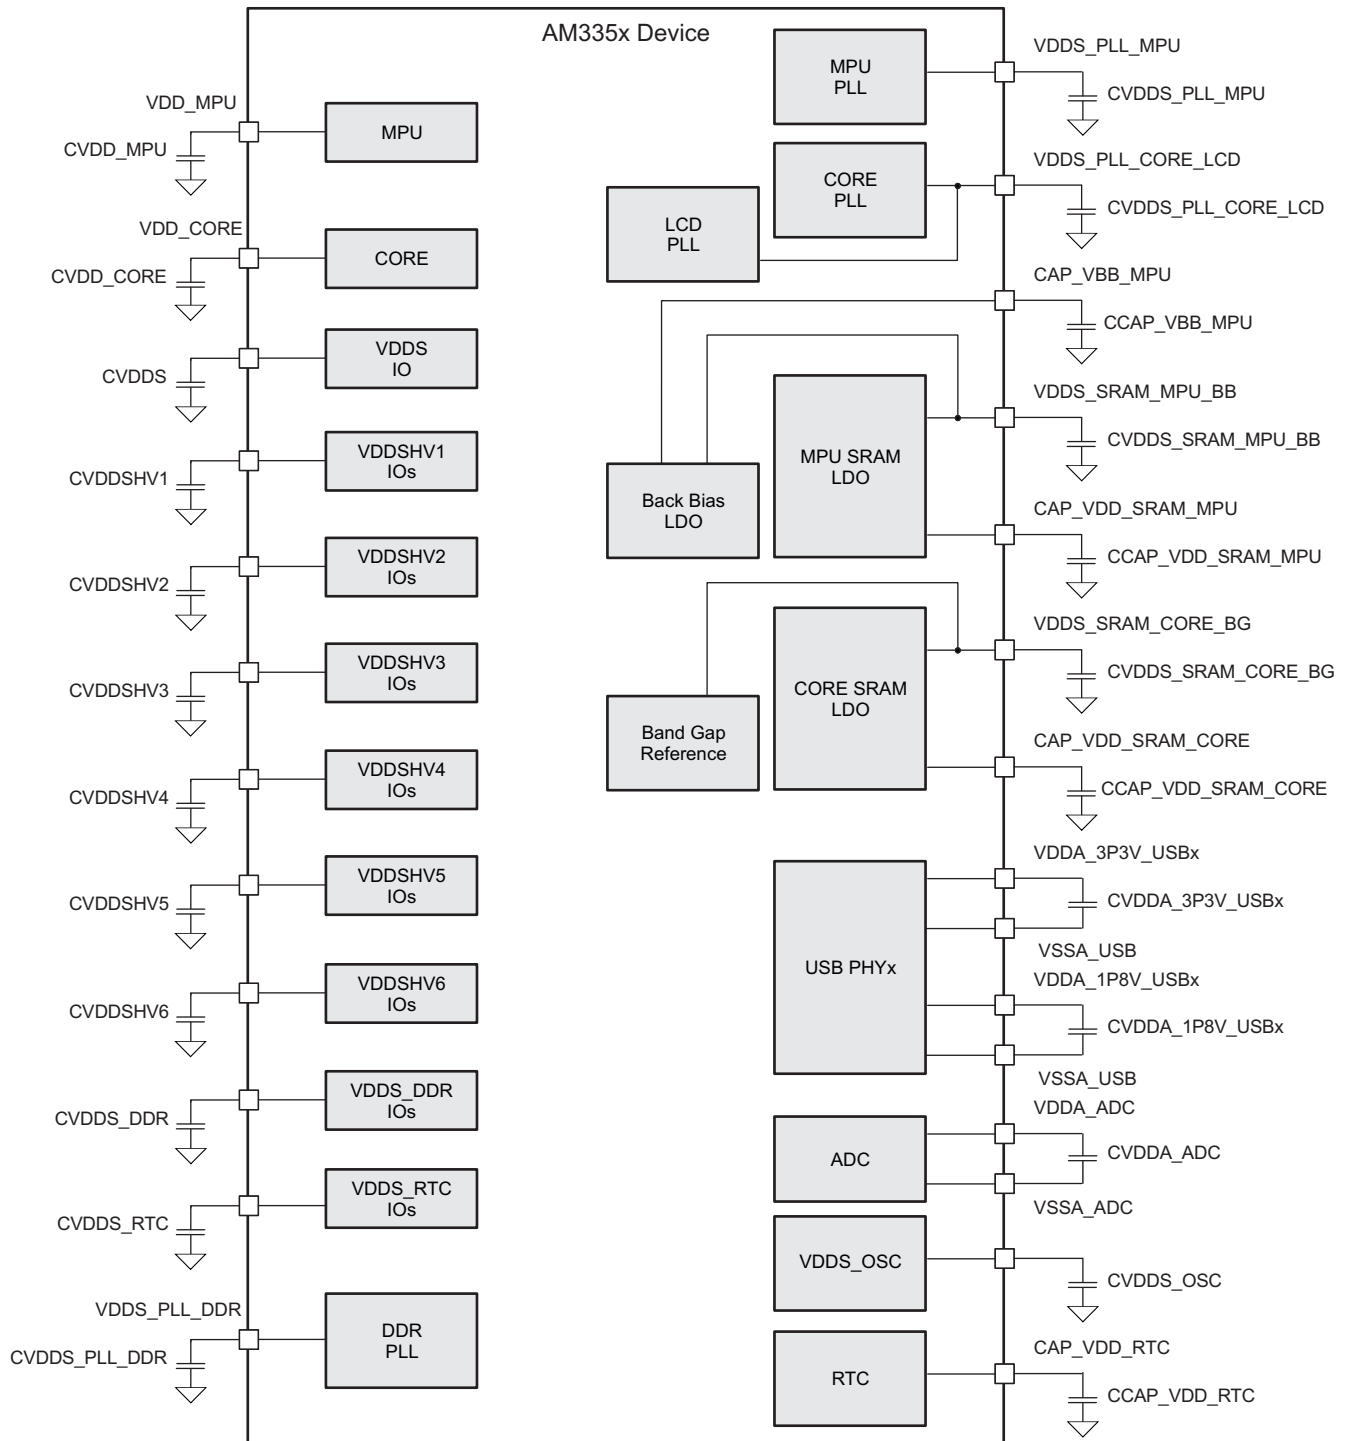 AM335x Device
VDD_MPU
CVDD_MPU
MPU
VDD_CORE
CVDD_CORE
CORE
CVDDS
VDDS
IO
CVDDSHV1
VDDSHV1
IOs
CVDDSHV2
VDDSHV2
IOs
CVDDSHV3
VDDSHV3
IOs
CVDDSHV4
VDDSHV4
IOs
CVDDSHV5
VDDSHV5
IOs
CVDDSHV6
VDDSHV6
IOs
CVDDS_DDR
VDDS_DDR
IOs
CVDDS_RTC
VDDS_RTC
IOs
VDDS_PLL_DDR
CVDDS_PLL_DDR
DDR
PLL
MPU
PLL
VDDS_PLL_MPU
CVDDS_PLL_MPU
CORE
PLL
LCD
PLL
VDDS_PLL_CORE_LCD
CVDDS_PLL_CORE_LCD
CAP_VBB_MPU
CCAP_VBB_MPU
Back Bias
LDO
MPU SRAM
LDO
VDDS_SRAM_MPU_BB
CVDDS_SRAM_MPU_BB
CAP_VDD_SRAM_MPU
CCAP_VDD_SRAM_MPU
Band Gap
Reference
CORE SRAM
LDO
VDDS_SRAM_CORE_BG
CVDDS_SRAM_CORE_BG
CAP_VDD_SRAM_CORE
CCAP_VDD_SRAM_CORE
USB PHYx
VDDA_3P3V_USBx
CVDDA_3P3V_USBx
VSSA_USB
VDDA_1P8V_USBx
CVDDA_1P8V_USBx
VSSA_USB
ADC
VDDA_ADC
CVDDA_ADC
VSSA_ADC
VDDS_OSC
CVDDS_OSC
RTC
CAP_VDD_RTC
CCAP_VDD_RTC